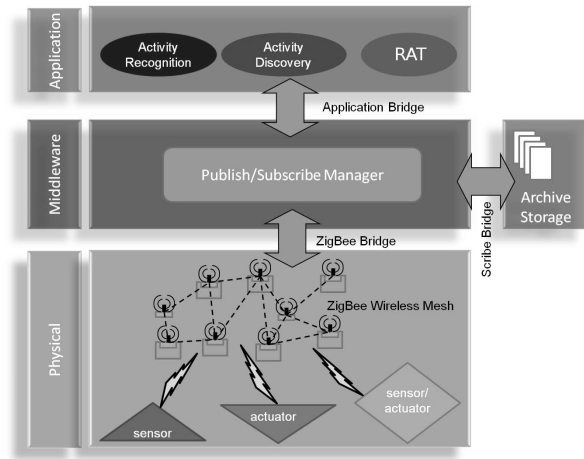 Application
Activity
Recognition
Activity
Discovery
RAT
Application Bridge
Middleware
Publish/Subscribe Manager
Scribe Bridge
Archive
Storage
ZigBee Bridge
Physical
ZigBee Wireless Mesh
sensor
actuator
sensor/
actuator